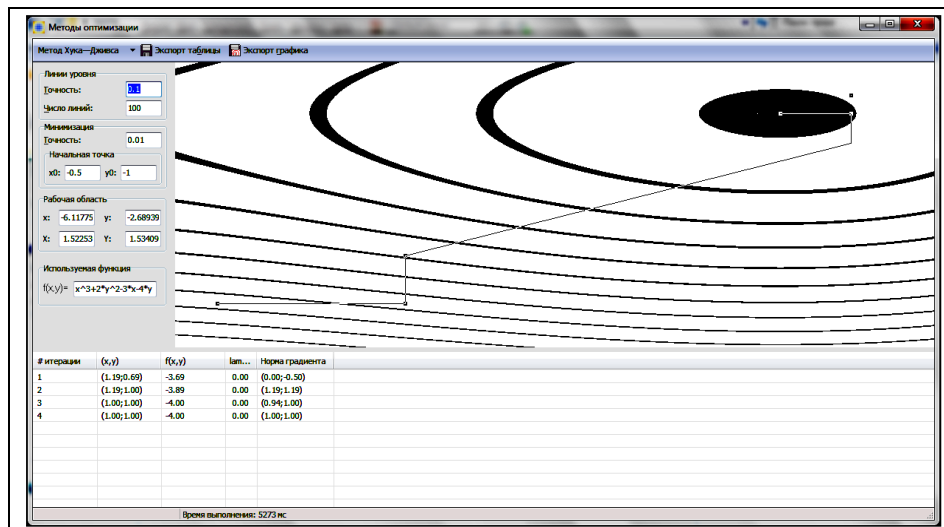 Методы оптимизации
Метод Хука—Дживса Экспорт таблицы Экспорт графика
Линии уровня
Точность: 0.1
Число линий: 100
Минимизация
Точность: 0.01
Начальная точка
x0: -0.5 y0: -1
Рабочая область
x: -6.11775 y: -2.68939
X: 1.52253 Y: 1.53409
Используемая функция
f(x,y)= x^3+2*y^2-3*x-4*y
# итерации (x,y) f(x,y) lam... Норма градиента
1 (1.19;0.69) -3.69 0.00 (0.00;-0.50)
2 (1.19;1.00) -3.89 0.00 (1.19;1.19)
3 (1.00;1.00) -4.00 0.00 (0.94;1.00)
4 (1.00;1.00) -4.00 0.00 (1.00;1.00)
Время выполнения: 5273 мс